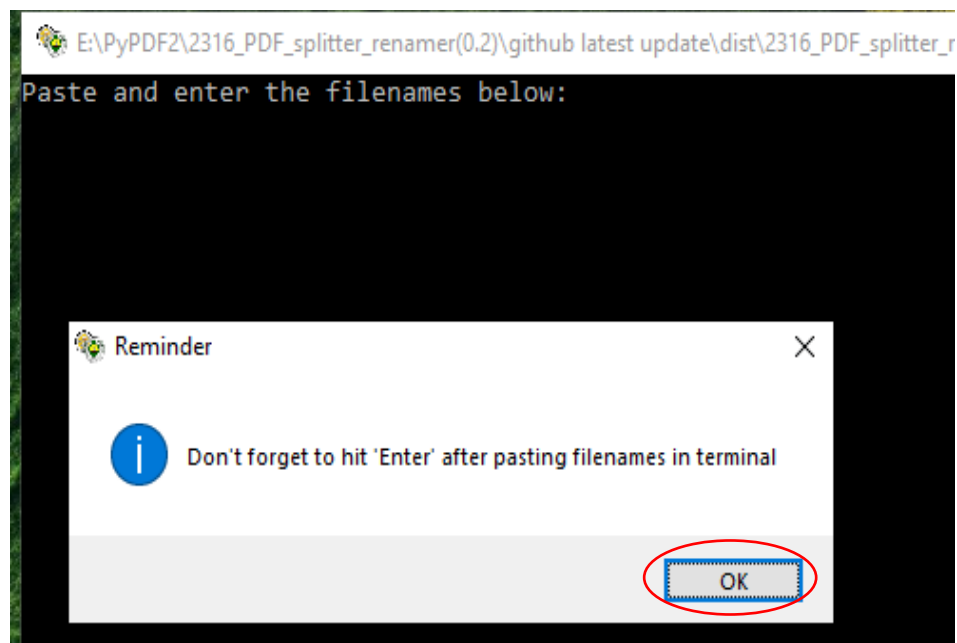 E:\PyPDF2\2316_PDF_splitter_renamer(0.2)\github latest update\dist\2316_PDF_splitter_r
Paste and enter the filenames below:
Reminder
Don't forget to hit 'Enter' after pasting filenames in terminal
OK